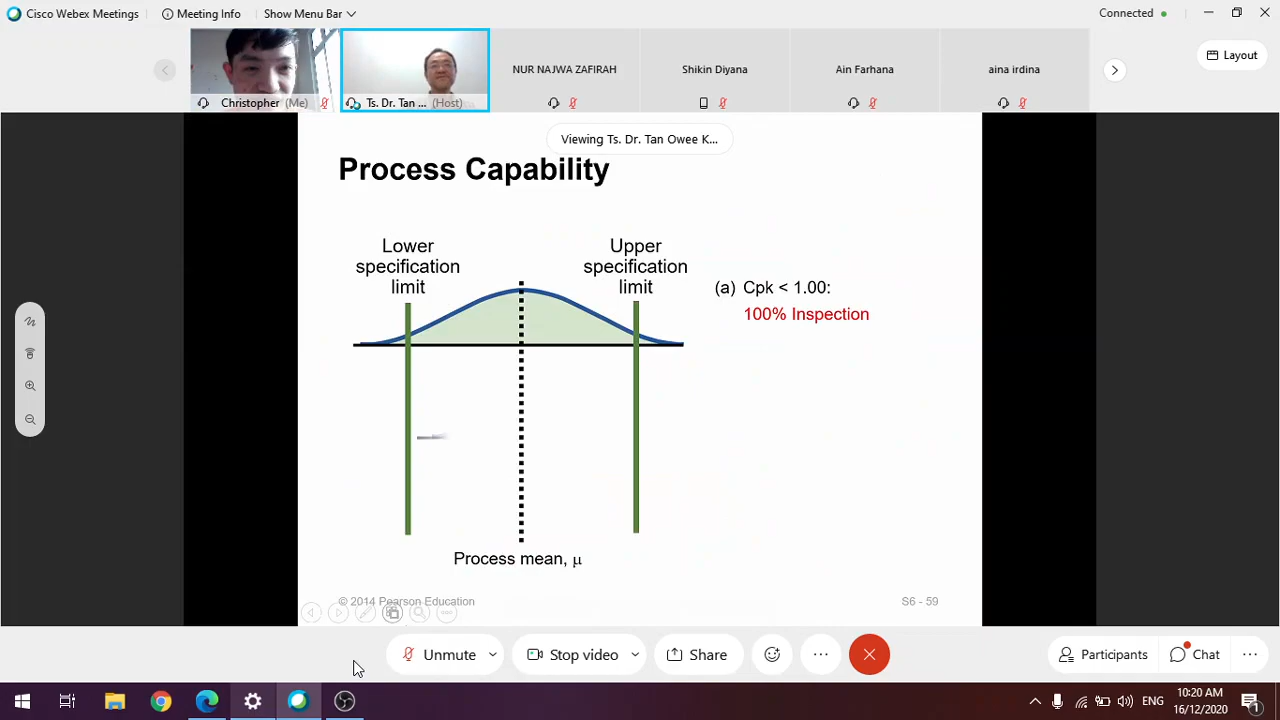 Cisco Webex Meetings
Meeting Info
Show Menu Bar
Connected
Christopher (Me)
Ts. Dr. Tan ... (Host)
NUR NAJWA ZAFIRAH
Shikin Diyana
Ain Farhana
aina irdina
Layout
Viewing Ts. Dr. Tan Owee K...
Process Capability
Lower
specification
limit
Upper
specification
limit
(a) Cpk < 1.00:
100% Inspection
Process mean, μ
© 2014 Pearson Education
S6 - 59
Unmute
Stop video
Share
Participants
Chat
ENG
10:20 AM
16/12/2020
1